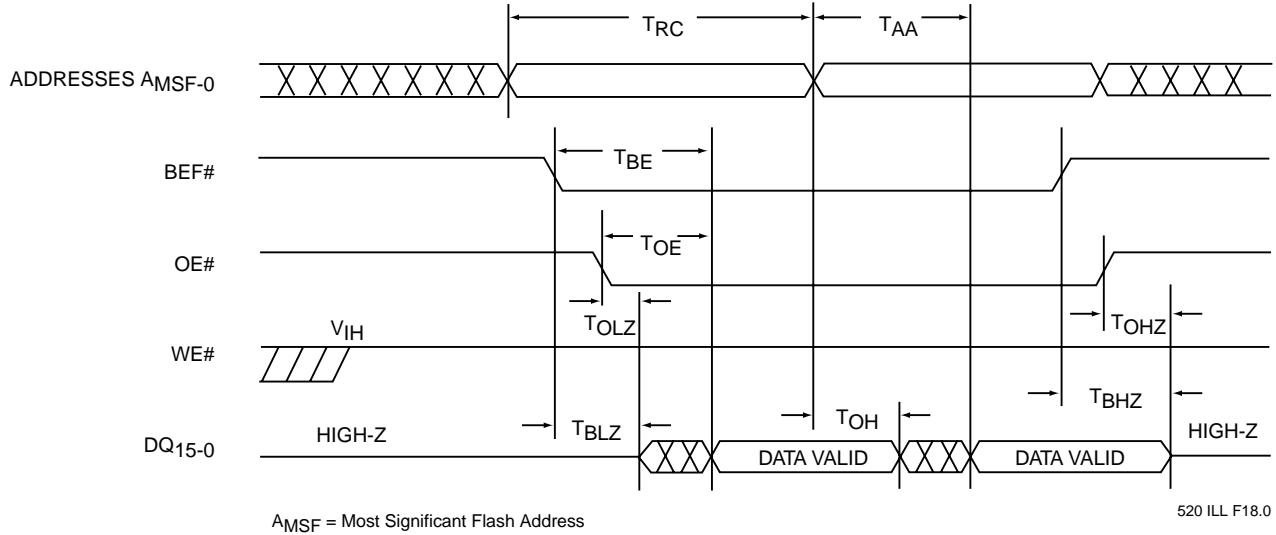 TRC TAA
ADDRESSES AMSF-0
BEF#
TBE
OE#
TOE
TOLZ
TOHZ
VIH
WE#
TBHZ
DQ15-0
HIGH-Z
TBLZ
TOH
HIGH-Z
DATA VALID
DATA VALID
AMSF = Most Significant Flash Address
520 ILL F18.0